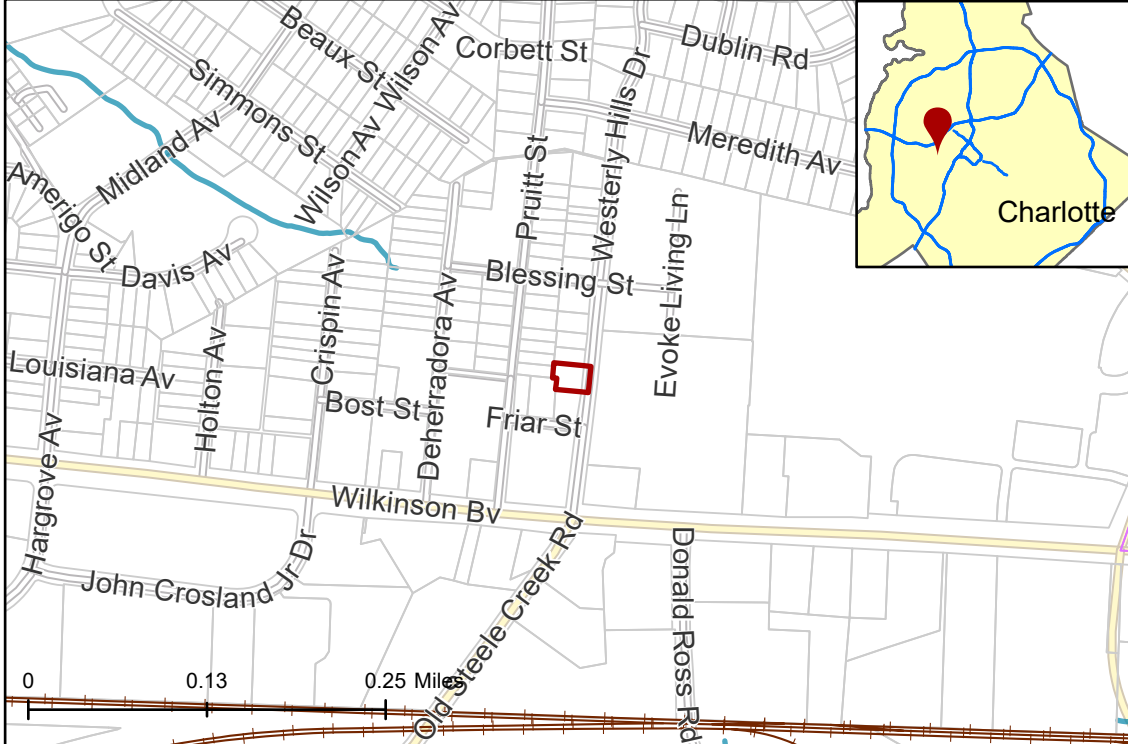 Beaux St
Wilson Av
Corbett St
Dublin Rd
Simmons St
Westerly Hills Dr
Midland Av
Wilson Av
Meredith Av
Pruitt St
Amerigo St
Charlotte
Davis Av
Blessing St
Evoke Living Ln
Crispin Av
Deherradora Av
Holton Av
Louisiana Av
Bost St
Friar St
Hargrove Av
Wilkinson Bv
Old Steele Creek Rd
Donald Ross Rd
John Crosland Jr Dr
0 0.13 0.25 Miles